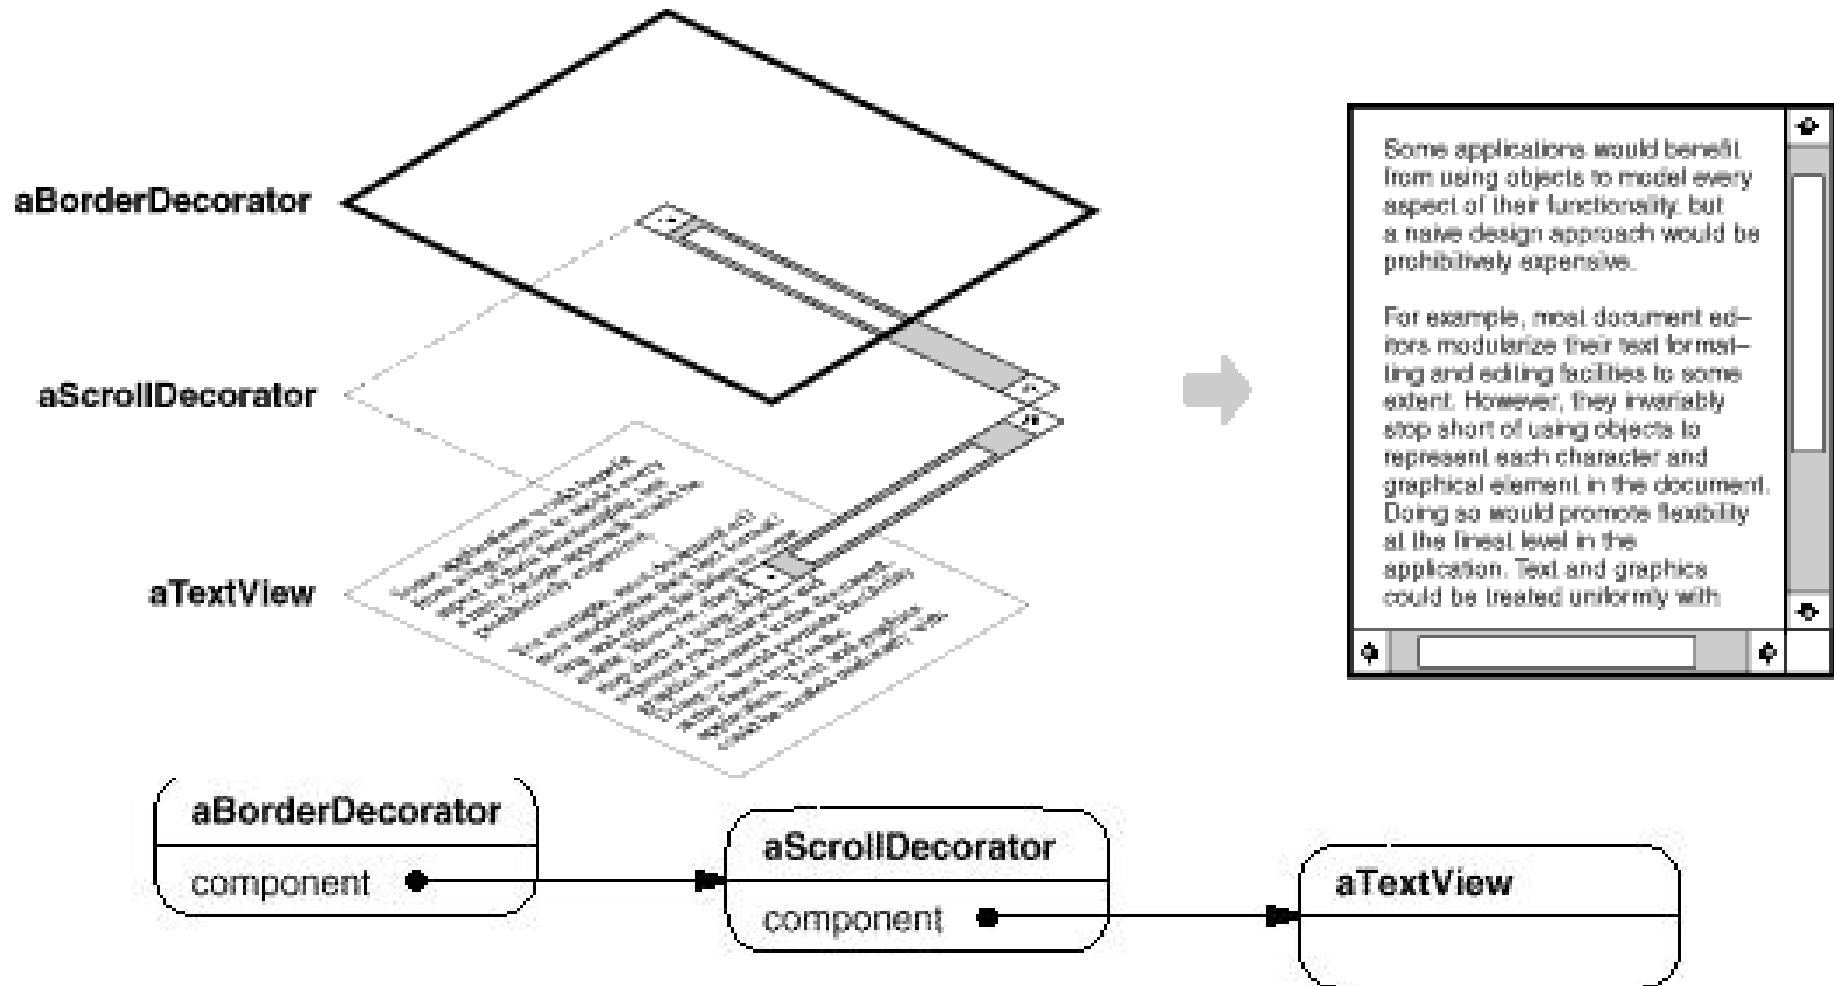 aBorderDecorator
aScrollDecorator
aTextView
Some applications would benefit
from using objects to model every
aspect of their functionality, but
a naive design approach would be
prohibitively expensive.
For example, most document ed–
itors modularize their text format–
ting and editing facilities to some
extent. However, they invariably
stop short of using objects to
represent each character and
graphical element in the document.
Doing so would promote flexibility
at the finest level in the
application. Text and graphics
could be treated uniformly with
aBorderDecorator
component
aScrollDecorator
component
aTextView